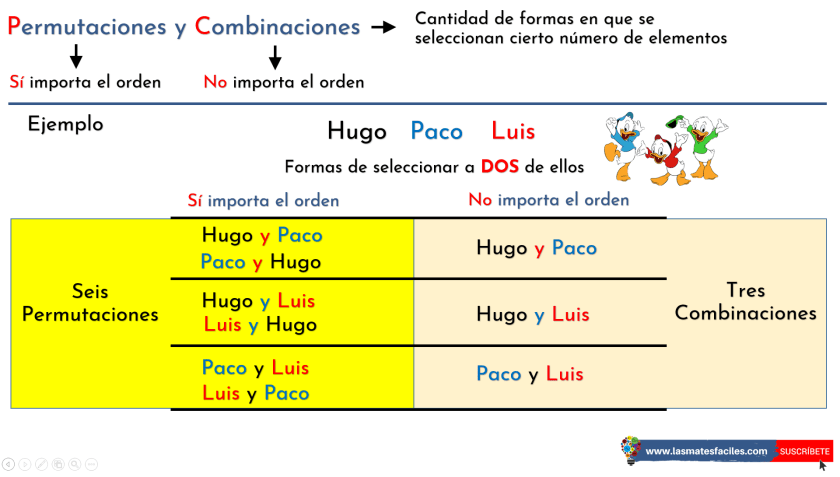 Permutaciones y Combinaciones
Cantidad de formas en que se
seleccionan cierto número de elementos
Sí importa el orden
No importa el orden
Ejemplo
Hugo Paco Luis
Formas de seleccionar a DOS de ellos
Sí importa el orden
No importa el orden
Seis
Permutaciones
Hugo y Paco
Paco y Hugo
Hugo y Luis
Luis y Hugo
Paco y Luis
Luis y Paco
Hugo y Paco
Hugo y Luis
Paco y Luis
Tres
Combinaciones
www.lasmatesfaciles.com
SUSCRÍBETE